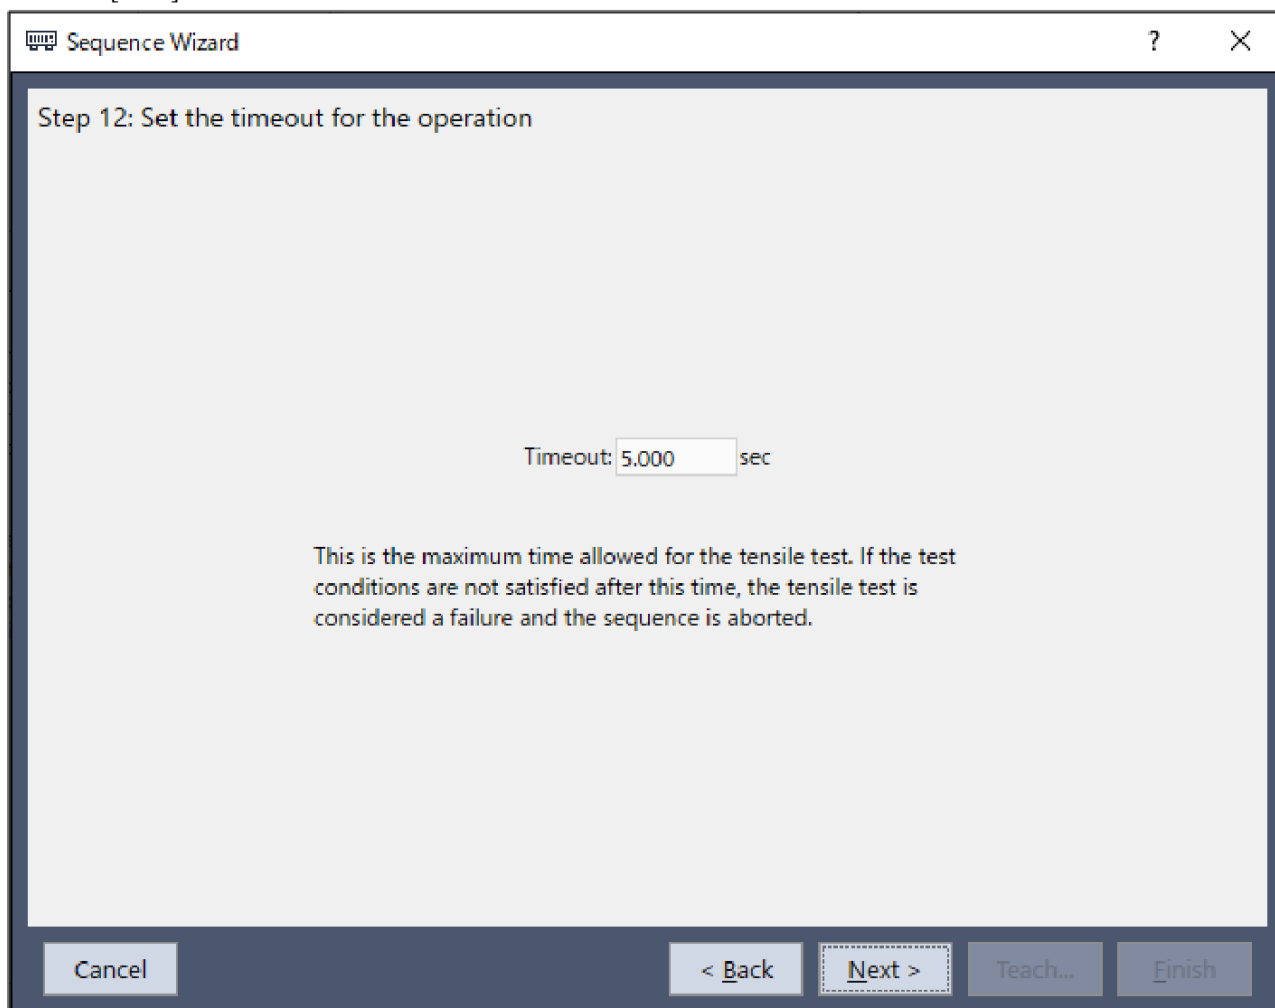 Sequence Wizard
?
Step 12: Set the timeout for the operation
Timeout: 5.000 sec
This is the maximum time allowed for the tensile test. If the test
conditions are not satisfied after this time, the tensile test is
considered a failure and the sequence is aborted.
Cancel
< Back
Next >
Teach...
Finish